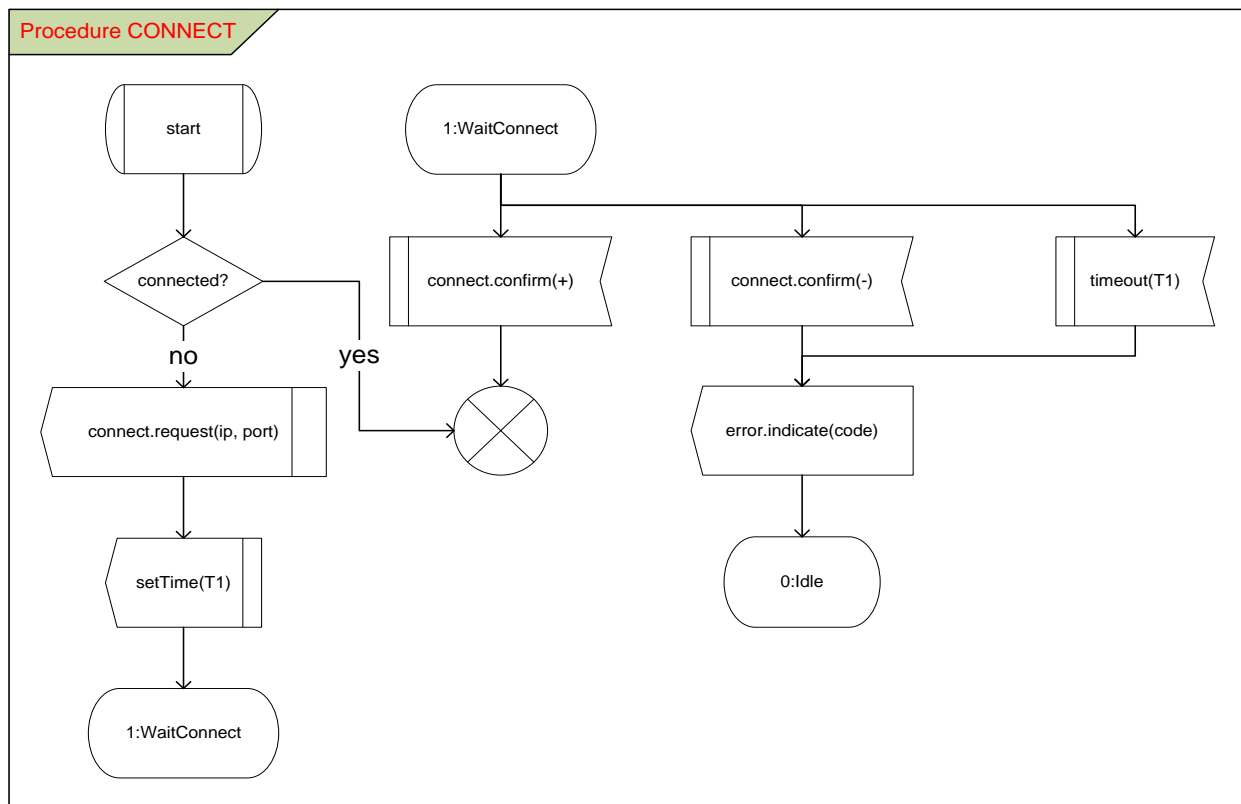 Procedure CONNECT
start
1:WaitConnect
connected?
connect.confirm(+)
connect.confirm(-)
timeout(T1)
no
yes
connect.request(ip, port)
error.indicate(code)
setTime(T1)
0:Idle
1:WaitConnect